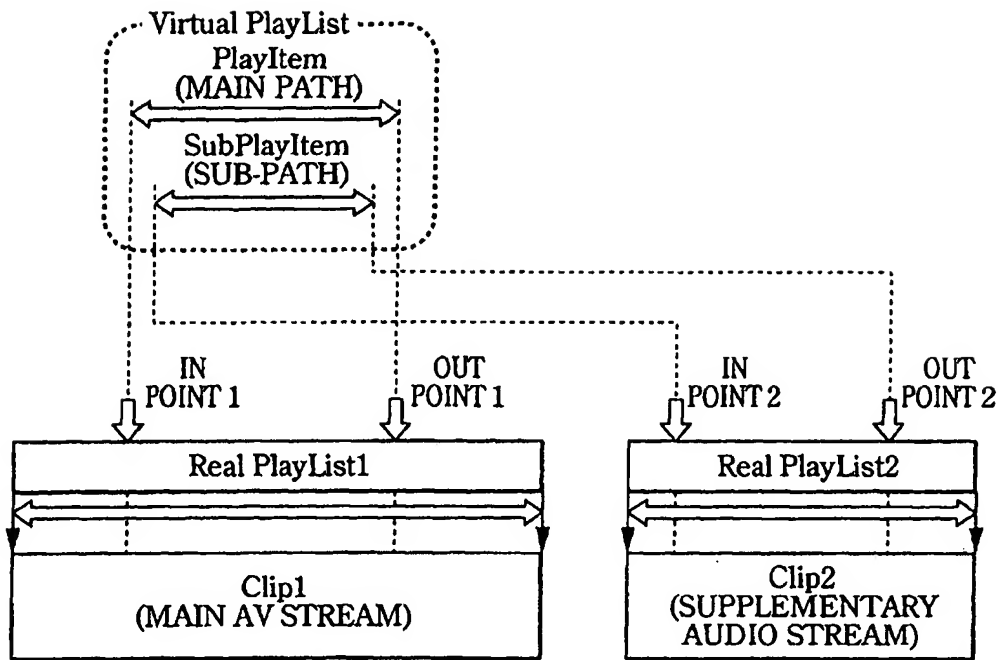 Virtual PlayList
PlayItem
(MAIN PATH)
SubPlayItem
(SUB-PATH)
IN
POINT 1
OUT
POINT 1
IN
POINT 2
OUT
POINT 2
Real PlayList1
Real PlayList2
Clip1
(MAIN AV STREAM)
Clip2
(SUPPLEMENTARY
AUDIO STREAM)